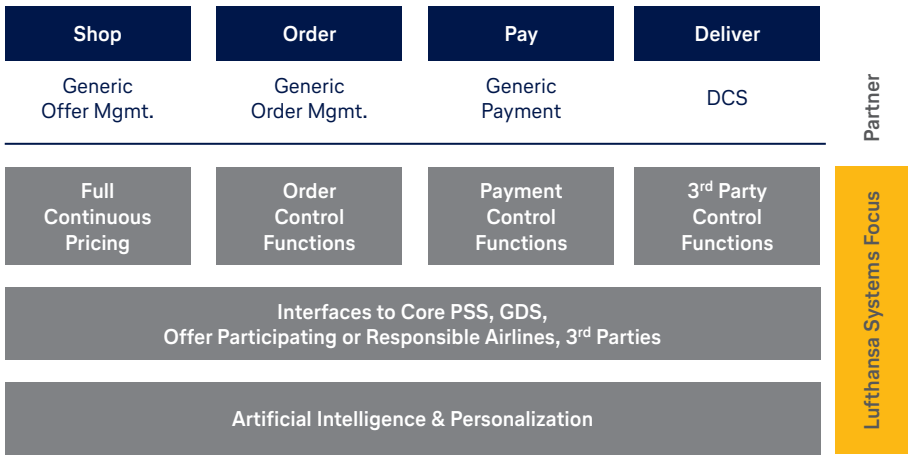 Shop
Order
Pay
Deliver
Generic
Offer Mgmt.
Generic
Order Mgmt.
Generic
Payment
DCS
Partner
Full
Continuous
Pricing
Order
Control
Functions
Payment
Control
Functions
3rd Party
Control
Functions
Interfaces to Core PSS, GDS,
Offer Participating or Responsible Airlines, 3rd Parties
Artificial Intelligence & Personalization
Lufthansa Systems Focus